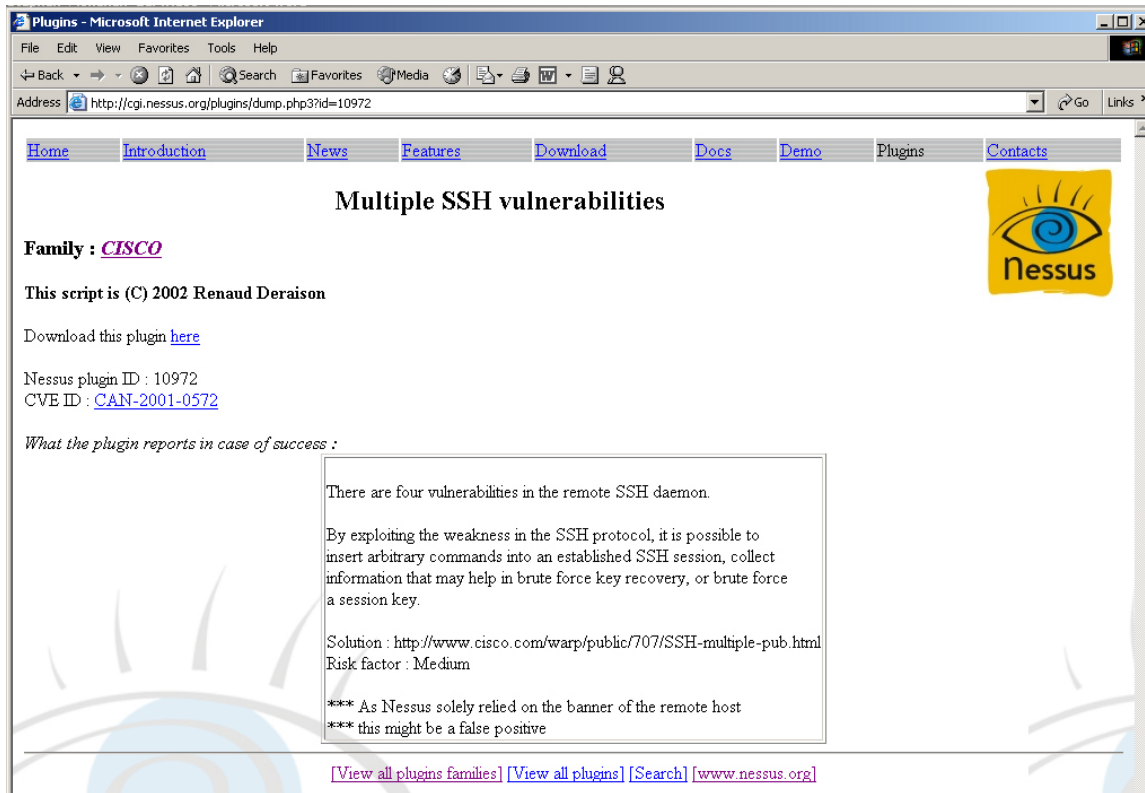 Plugins - Microsoft Internet Explorer
File Edit View Favorites Tools Help
Back Search Favorites Media
Address http://cgi.nessus.org/plugins/dump.php3?id=10972 Go Links
Home Introduction News Features Download Docs Demo Plugins Contacts
Multiple SSH vulnerabilities
Nessus
Family : CISCO
This script is (C) 2002 Renaud Deraison
Download this plugin here
Nessus plugin ID : 10972
CVE ID : CAN-2001-0572
What the plugin reports in case of success :
There are four vulnerabilities in the remote SSH daemon.
By exploiting the weakness in the SSH protocol, it is possible to
insert arbitrary commands into an established SSH session, collect
information that may help in brute force key recovery, or brute force
a session key.
Solution : http://www.cisco.com/warp/public/707/SSH-multiple-pub.html
Risk factor : Medium
*** As Nessus solely relied on the banner of the remote host
*** this might be a false positive
[View all plugins families] [View all plugins] [Search] [www.nessus.org]